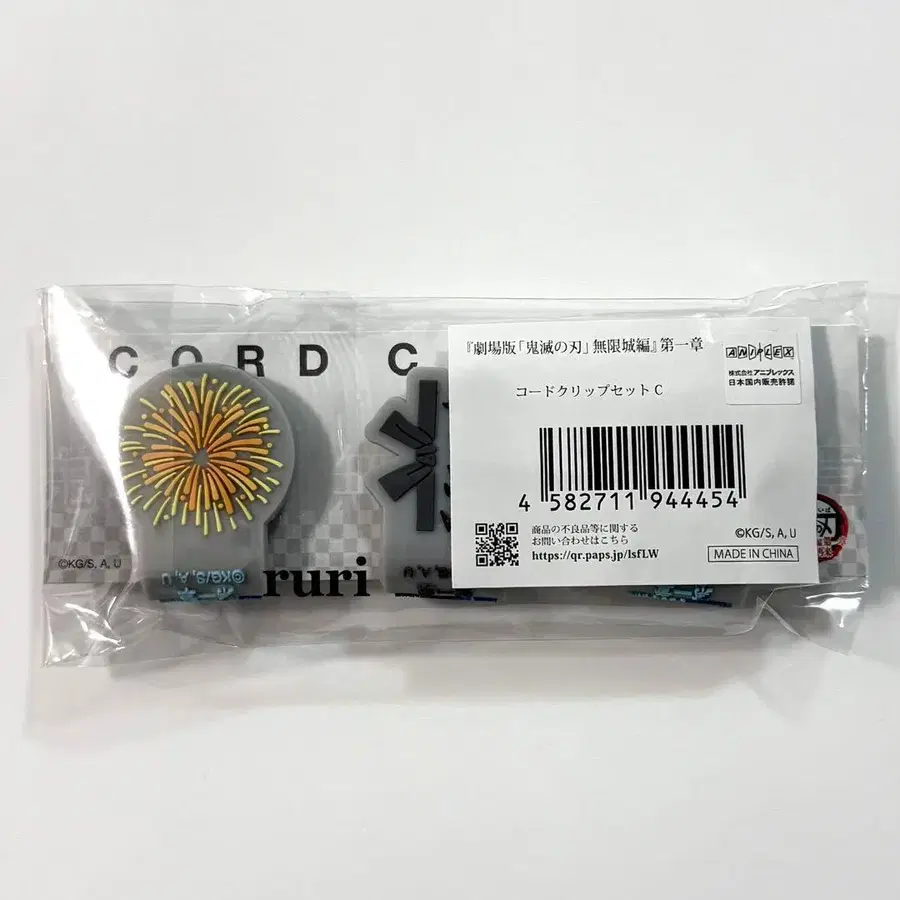 CORD C
『劇場版「鬼滅の刃」無限城編』第一章
ANIPLEX
株式会社アニプレックス
日本国内販売許諾
コードクリップセット C
4 582711 944454
商品の不良品等に関する
お問い合わせはこちら
https://qr.paps.jp/lsfLW
©KG/S, A, U
MADE IN CHINA
©KG/S, A, U
©KG/S, A, U
ruri